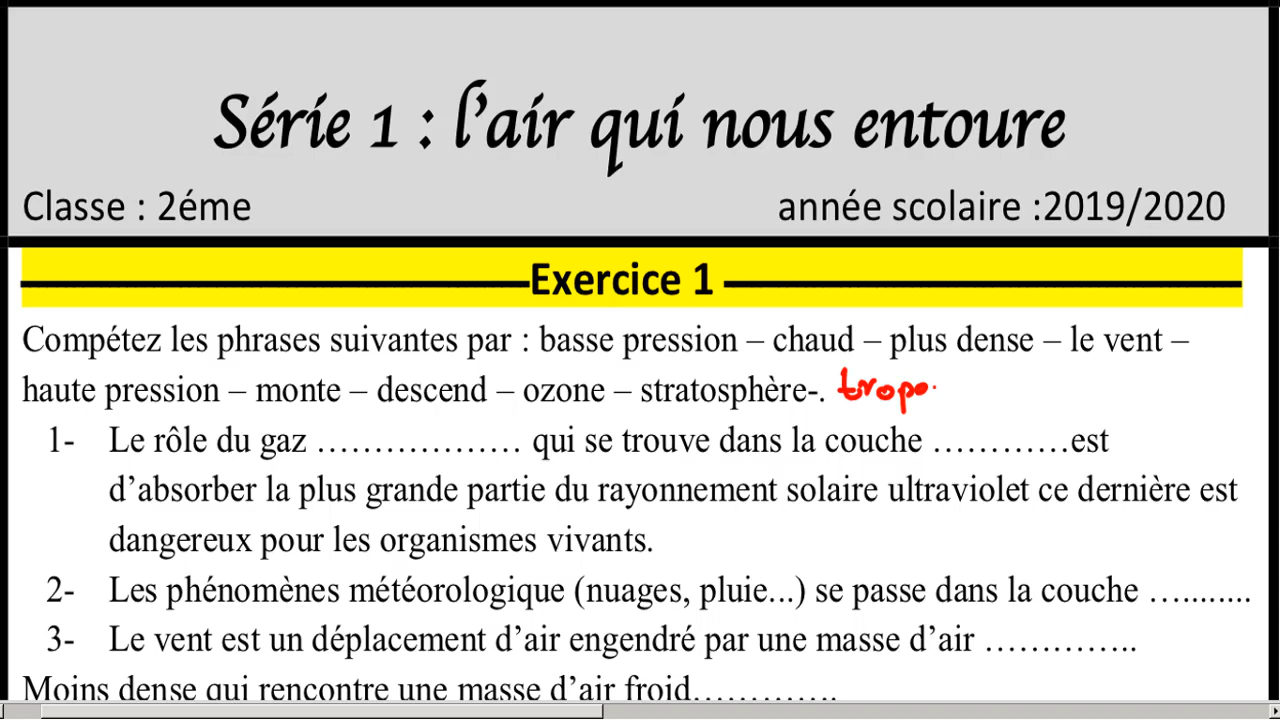 Série 1 : l'air qui nous entoure
Classe : 2éme année scolaire :2019/2020
Exercice 1
Compétez les phrases suivantes par : basse pression – chaud – plus dense – le vent –
haute pression – monte – descend – ozone – stratosphère-. tropo
1- Le rôle du gaz ……………… qui se trouve dans la couche …………est
d'absorber la plus grande partie du rayonnement solaire ultraviolet ce dernière est
dangereux pour les organismes vivants.
2- Les phénomènes météorologique (nuages, pluie...) se passe dans la couche ….........
3- Le vent est un déplacement d'air engendré par une masse d'air …………..
Moins dense qui rencontre une masse d'air froid………….